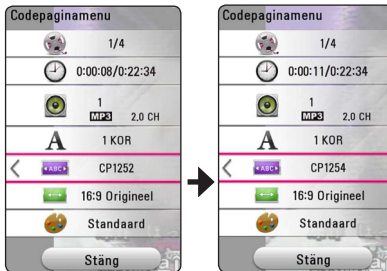 Codepaginamenu
1/4
0:00:08/0:22:34
1
MP3 2,0 CH
A 1 KOR
ABC CP1252
16:9 Origineel
Standaard
Stäng
Codepaginamenu
1/4
0:00:11/0:22:34
1
MP3 2,0 CH
A 1 KOR
ABC CP1254
16:9 Origineel
Standaard
Stäng